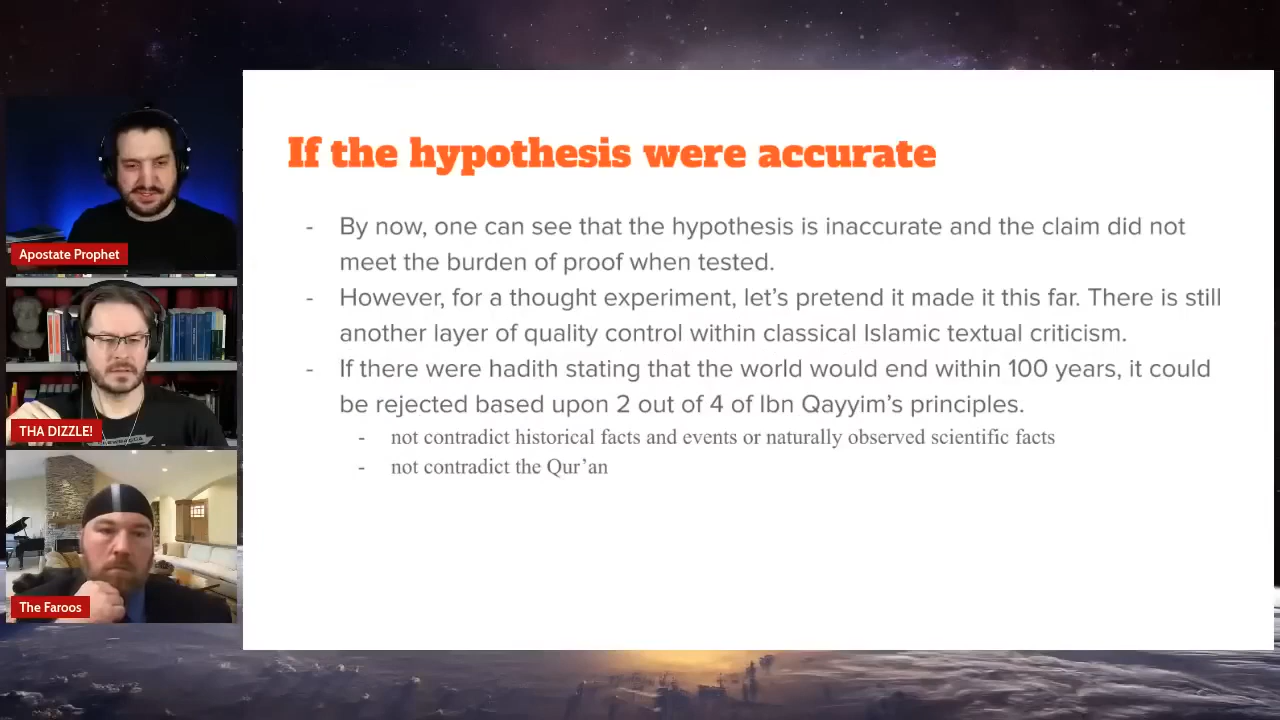 If the hypothesis were accurate
- By now, one can see that the hypothesis is inaccurate and the claim did not
meet the burden of proof when tested.
- However, for a thought experiment, let's pretend it made it this far. There is still
another layer of quality control within classical Islamic textual criticism.
- If there were hadith stating that the world would end within 100 years, it could
be rejected based upon 2 out of 4 of Ibn Qayyim's principles.
- not contradict historical facts and events or naturally observed scientific facts
- not contradict the Qur'an
Apostate Prophet
THA DIZZLE!
The Faroos